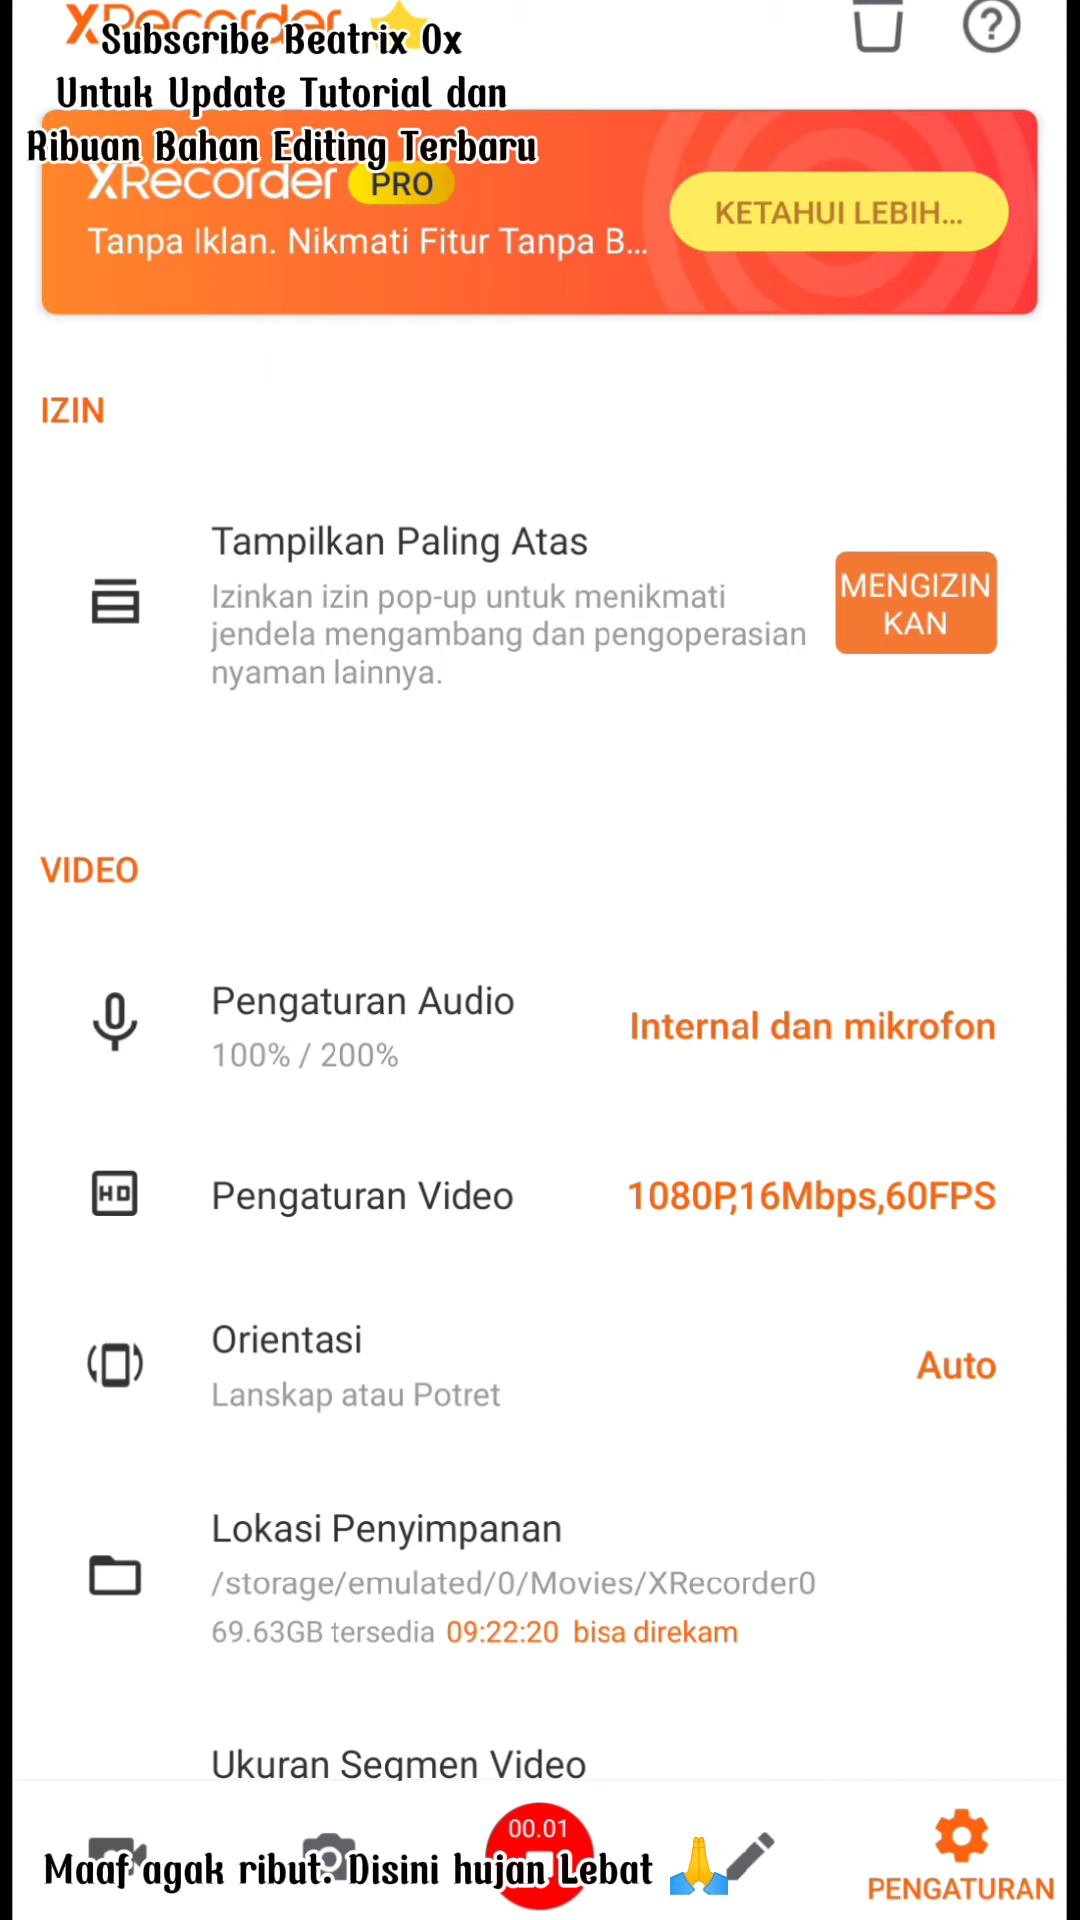 XRecorder
Subscribe Beatrix Ox
Untuk Update Tutorial dan
Ribuan Bahan Editing Terbaru
XRecorder PRO
Tanpa Iklan. Nikmati Fitur Tanpa B...
KETAHUI LEBIH...
IZIN
Tampilkan Paling Atas
Izinkan izin pop-up untuk menikmati
jendela mengambang dan pengoperasian
nyaman lainnya.
MENGIZIN
KAN
VIDEO
Pengaturan Audio
100% / 200%
Internal dan mikrofon
Pengaturan Video
1080P,16Mbps,60FPS
Orientasi
Lanskap atau Potret
Auto
Lokasi Penyimpanan
/storage/emulated/0/Movies/XRecorder0
69.63GB tersedia 09:22:20 bisa direkam
Ukuran Segmen Video
00.01
Maaf agak ribut. Disini hujan Lebat 🙏
PENGATURAN